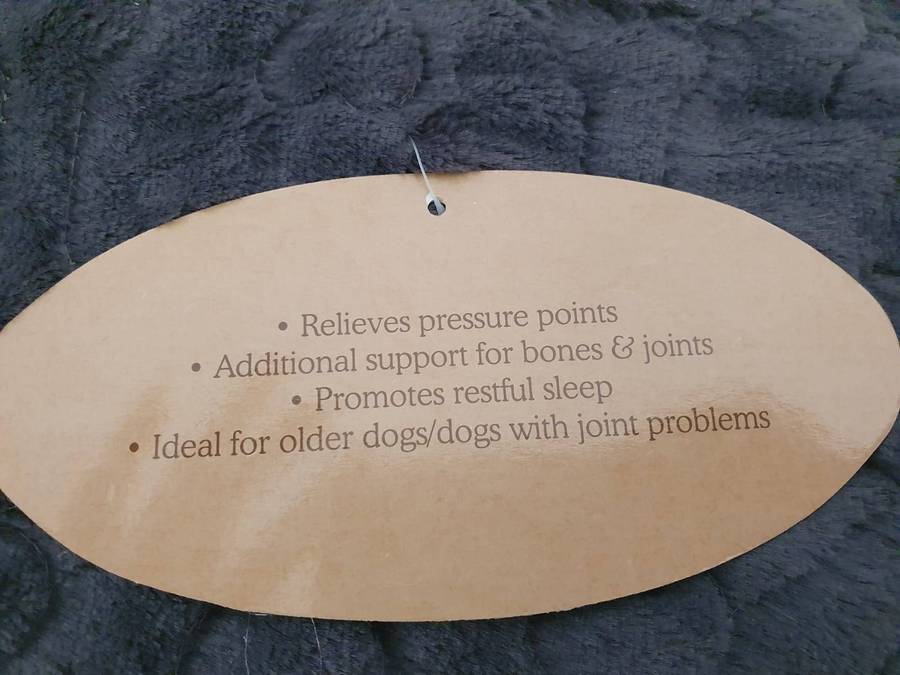 • Relieves pressure points
• Additional support for bones & joints
• Promotes restful sleep
• Ideal for older dogs/dogs with joint problems